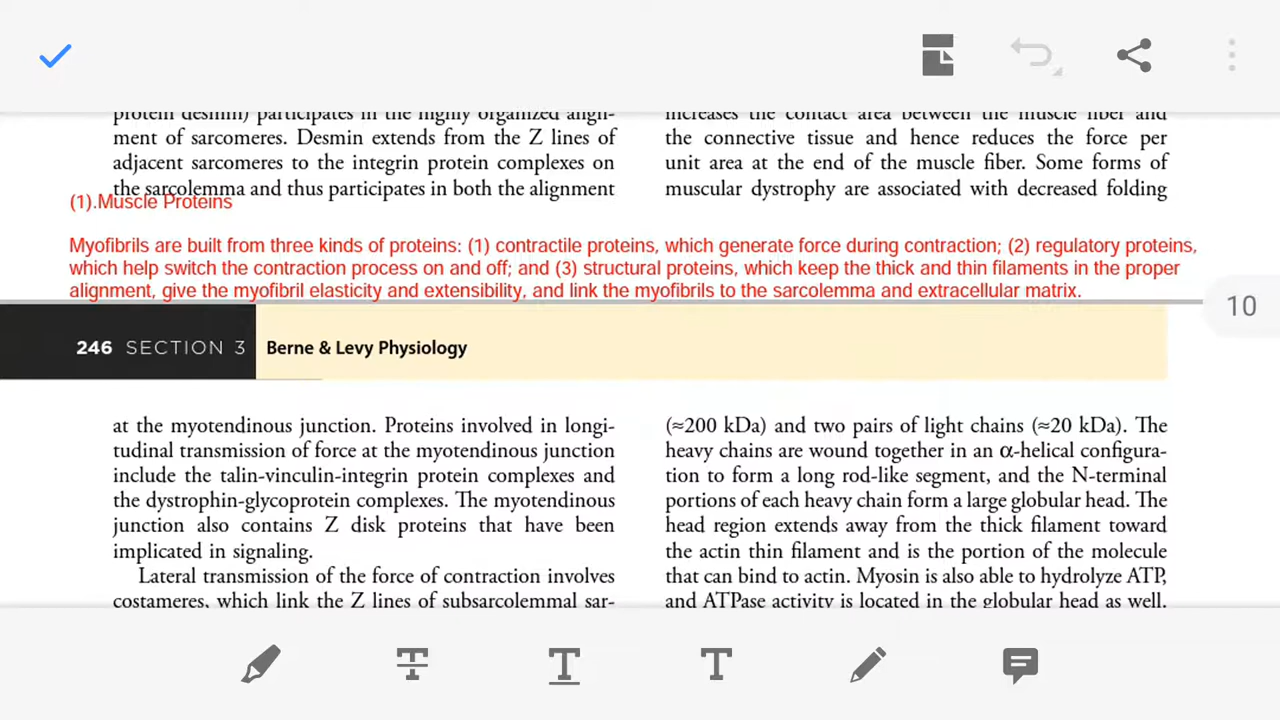 protein desmin) participates in the highly organized align-
ment of sarcomeres. Desmin extends from the Z lines of
adjacent sarcomeres to the integrin protein complexes on
the sarcolemma and thus participates in both the alignment
increases the contact area between the muscle fiber and
the connective tissue and hence reduces the force per
unit area at the end of the muscle fiber. Some forms of
muscular dystrophy are associated with decreased folding
(1).Muscle Proteins
Myofibrils are built from three kinds of proteins: (1) contractile proteins, which generate force during contraction; (2) regulatory proteins,
which help switch the contraction process on and off; and (3) structural proteins, which keep the thick and thin filaments in the proper
alignment, give the myofibril elasticity and extensibility, and link the myofibrils to the sarcolemma and extracellular matrix.
10
246 SECTION 3 Berne & Levy Physiology
at the myotendinous junction. Proteins involved in longi-
tudinal transmission of force at the myotendinous junction
include the talin-vinculin-integrin protein complexes and
the dystrophin-glycoprotein complexes. The myotendinous
junction also contains Z disk proteins that have been
implicated in signaling.
Lateral transmission of the force of contraction involves
costameres, which link the Z lines of subsarcolemmal sar-
(≈200 kDa) and two pairs of light chains (≈20 kDa). The
heavy chains are wound together in an α-helical configura-
tion to form a long rod-like segment, and the N-terminal
portions of each heavy chain form a large globular head. The
head region extends away from the thick filament toward
the actin thin filament and is the portion of the molecule
that can bind to actin. Myosin is also able to hydrolyze ATP,
and ATPase activity is located in the globular head as well.
T
T
T